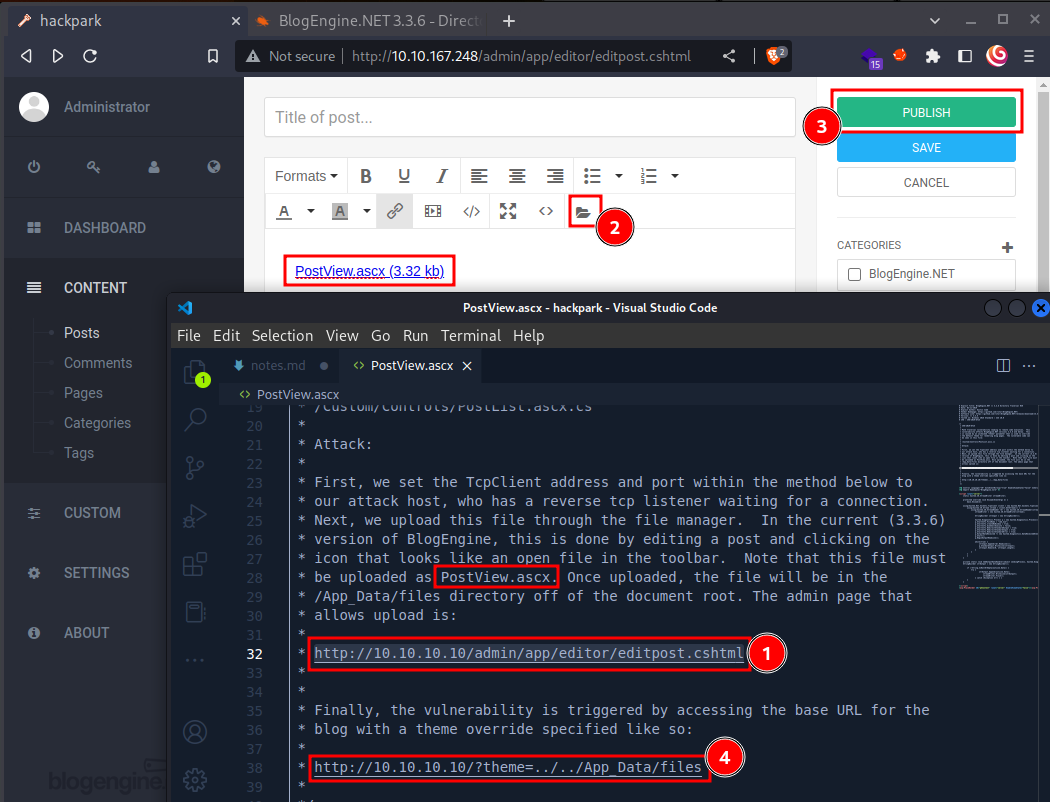 hackpark
BlogEngine.NET 3.3.6 - Direct
Not secure
http://10.10.167.248/admin/app/editor/editpost.cshtml
2
15
Administrator
DASHBOARD
CONTENT
Posts
Comments
Pages
Categories
Tags
CUSTOM
SETTINGS
ABOUT
blogengine.
Title of post...
Formats
B U I
A A
2
PostView.ascx (3.32 kb)
3
PUBLISH
SAVE
CANCEL
CATEGORIES
BlogEngine.NET
PostView.ascx - hackpark - Visual Studio Code
File Edit Selection View Go Run Terminal Help
1
notes.md
PostView.ascx
PostView.ascx
19 * /Custom/Controls/PostList.ascx.cs
20 *
21 * Attack:
22 *
23 * First, we set the TcpClient address and port within the method below to
24 * our attack host, who has a reverse tcp listener waiting for a connection.
25 * Next, we upload this file through the file manager.  In the current (3.3.6)
26 * version of BlogEngine, this is done by editing a post and clicking on the
27 * icon that looks like an open file in the toolbar.  Note that this file must
28 * be uploaded as PostView.ascx. Once uploaded, the file will be in the
29 * /App_Data/files directory off of the document root. The admin page that
30 * allows upload is:
31 *
32 * http://10.10.10.10/admin/app/editor/editpost.cshtml
1
33 *
34 *
35 * Finally, the vulnerability is triggered by accessing the base URL for the
36 * blog with a theme override specified like so:
37 *
38 * http://10.10.10.10/?theme=../../App_Data/files
4
39 *